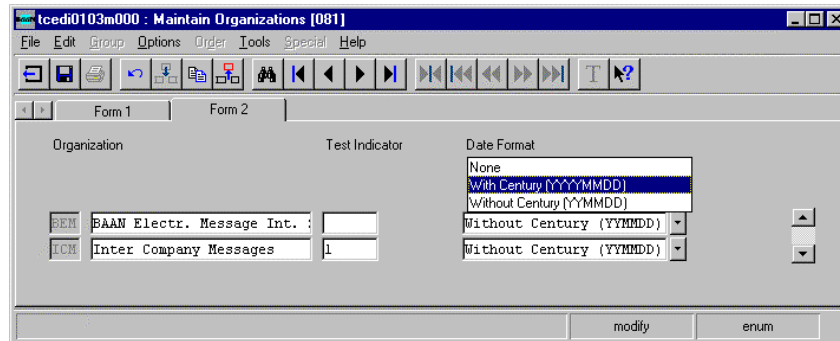 BAAN tcedi0103m000 : Maintain Organizations [081]
File Edit Group Options Order Tools Special Help
T ?
Form 1 Form 2
Organization Test Indicator Date Format
None
With Century (YYYYMMDD)
Without Century (YYMMDD)
BEM BAAN Electr. Message Int. Without Century (YYMMDD)
ICM Inter Company Messages 1 Without Century (YYMMDD)
modify enum